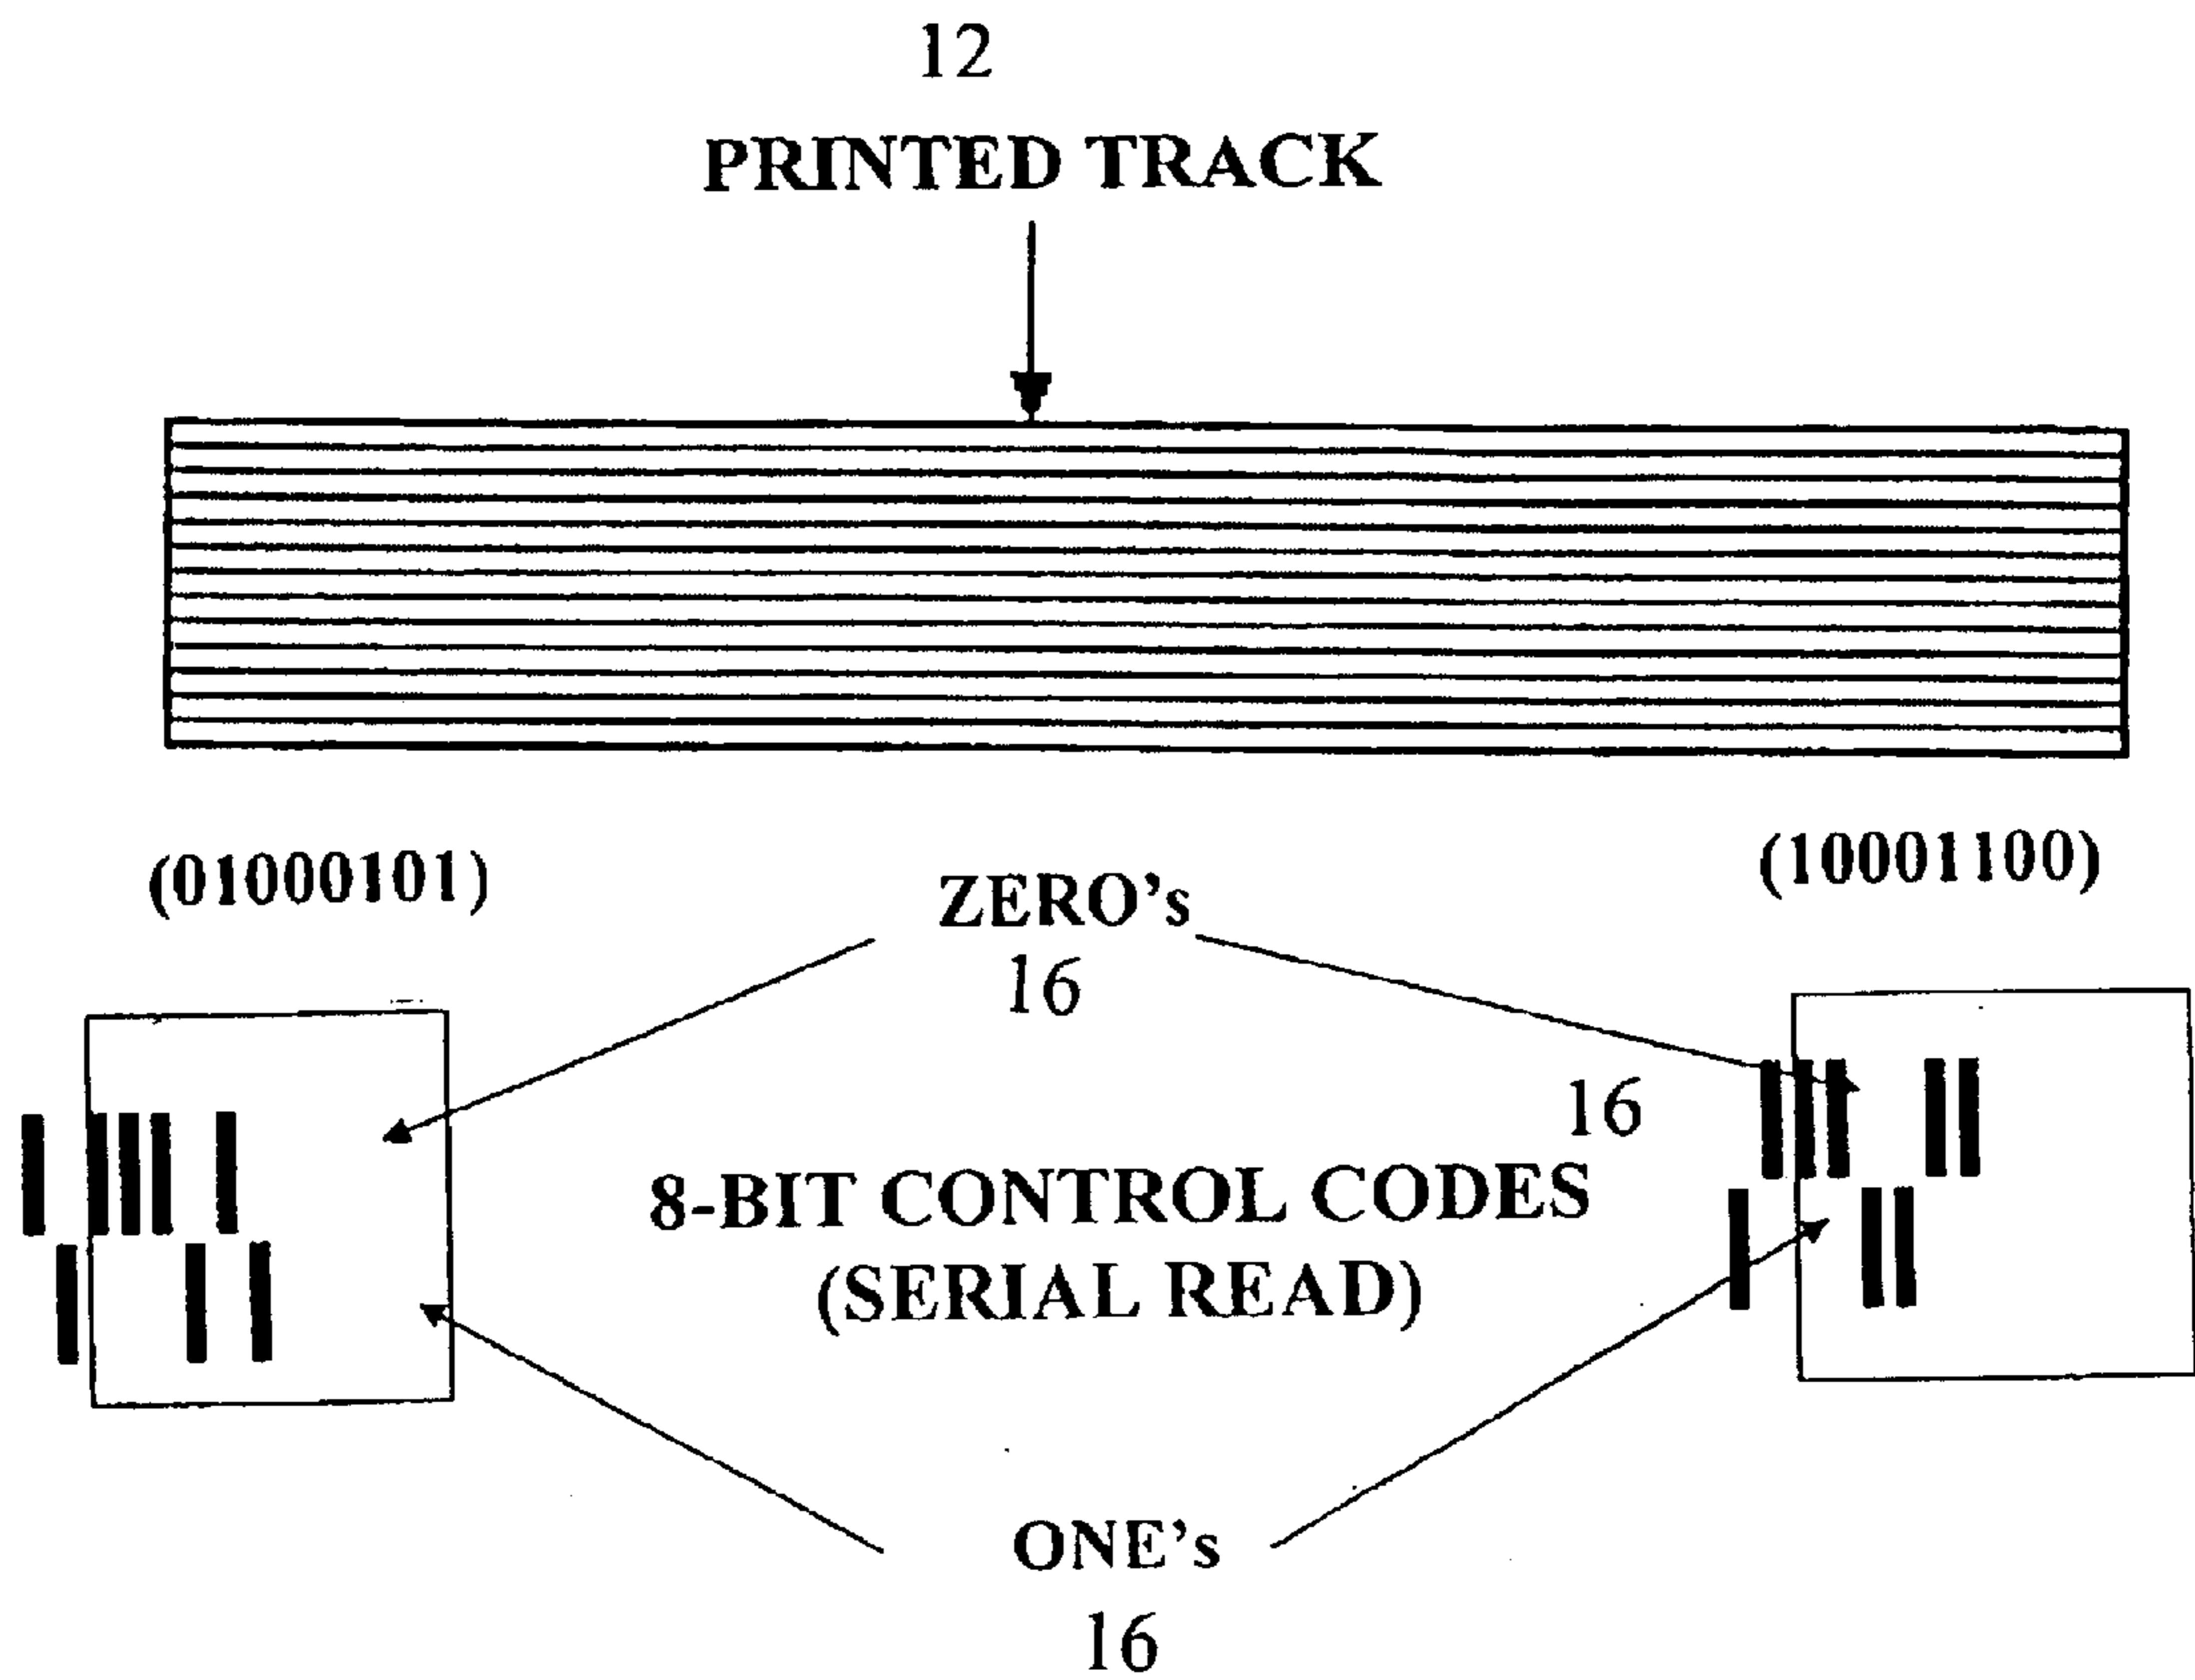 12
PRINTED TRACK
(01000101)
(10001100)
ZERO's
16
16
8-BIT CONTROL CODES
(SERIAL READ)
ONE's
16